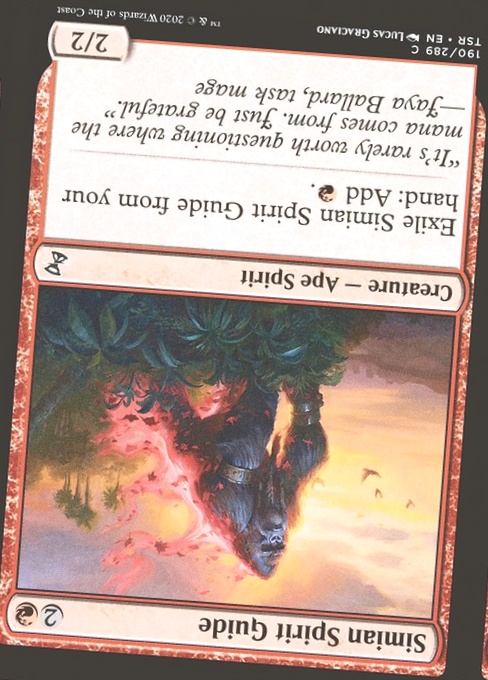 Simian Spirit Guide 2
Creature — Ape Spirit
Exile Simian Spirit Guide from your
hand: Add .
"It's rarely worth questioning where the
mana comes from. Just be grateful."
—Jaya Ballard, task mage
2/2
190/289 C
TSR • EN LUCAS GRACIANO
™ & © 2020 Wizards of the Coast